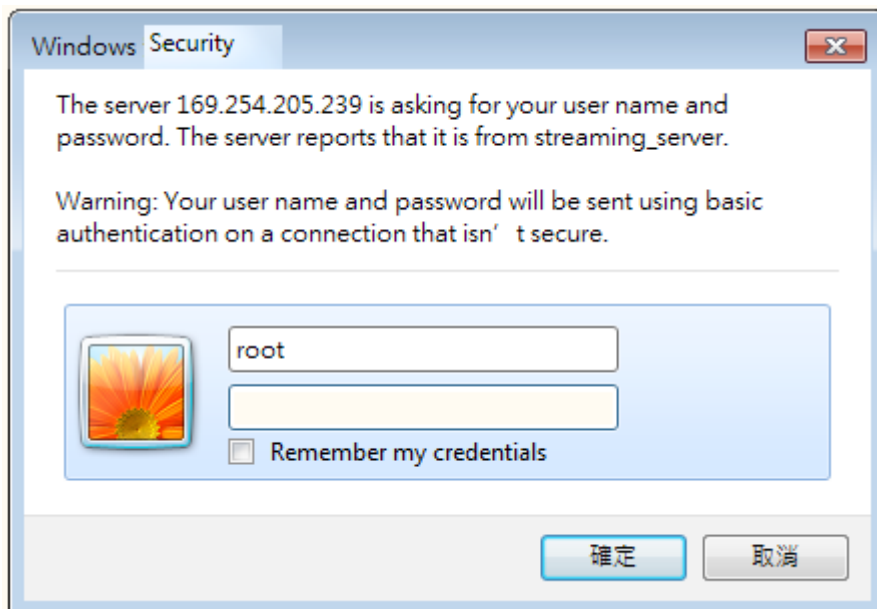 Windows Security
The server 169.254.205.239 is asking for your user name and
password. The server reports that it is from streaming_server.
Warning: Your user name and password will be sent using basic
authentication on a connection that isn’ t secure.
root
Remember my credentials
確定
取消